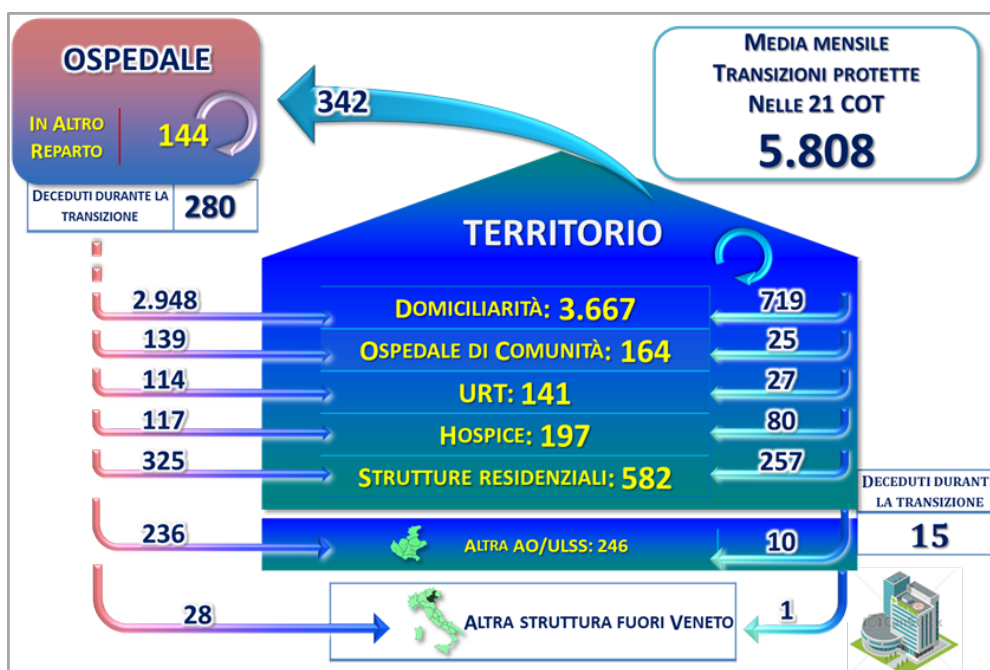 OSPEDALE
IN ALTRO
REPARTO
144
DECEDUTI DURANTE LA
TRANSIZIONE
280
342
MEDIA MENSILE
TRANSIZIONI PROTETTE
NELLE 21 COT
5.808
TERRITORIO
2.948
DOMICILIARITÀ: 3.667
719
139
OSPEDALE DI COMUNITÀ: 164
25
114
URT: 141
27
117
HOSPICE: 197
80
325
STRUTTURE RESIDENZIALI: 582
257
DECEDUTI DURANTE
LA TRANSIZIONE
15
236
ALTRA AO/ULSS: 246
10
28
ALTRA STRUTTURA FUORI VENETO
1